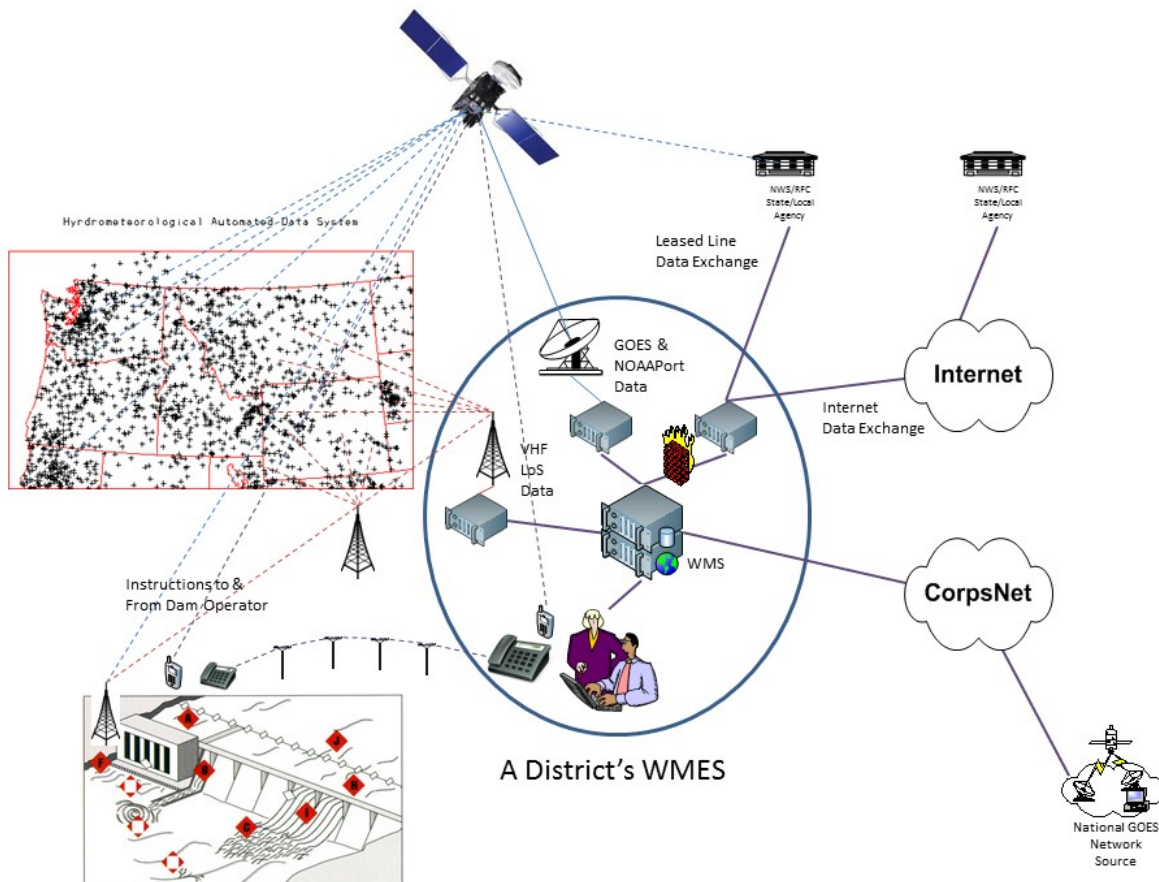 NWS/RFC
State/Local
Agency
NWS/RFC
State/Local
Agency
Hyrdrometeorological Automated Data System
Leased Line
Data Exchange
GOES &
NOAAPort
Data
Internet
Internet
Data Exchange
VHF
LoS
Data
WMS
Instructions to &
From Dam Operator
CorpsNet
A
J
F
B
H
I
C
A District's WMES
National GOES
Network
Source